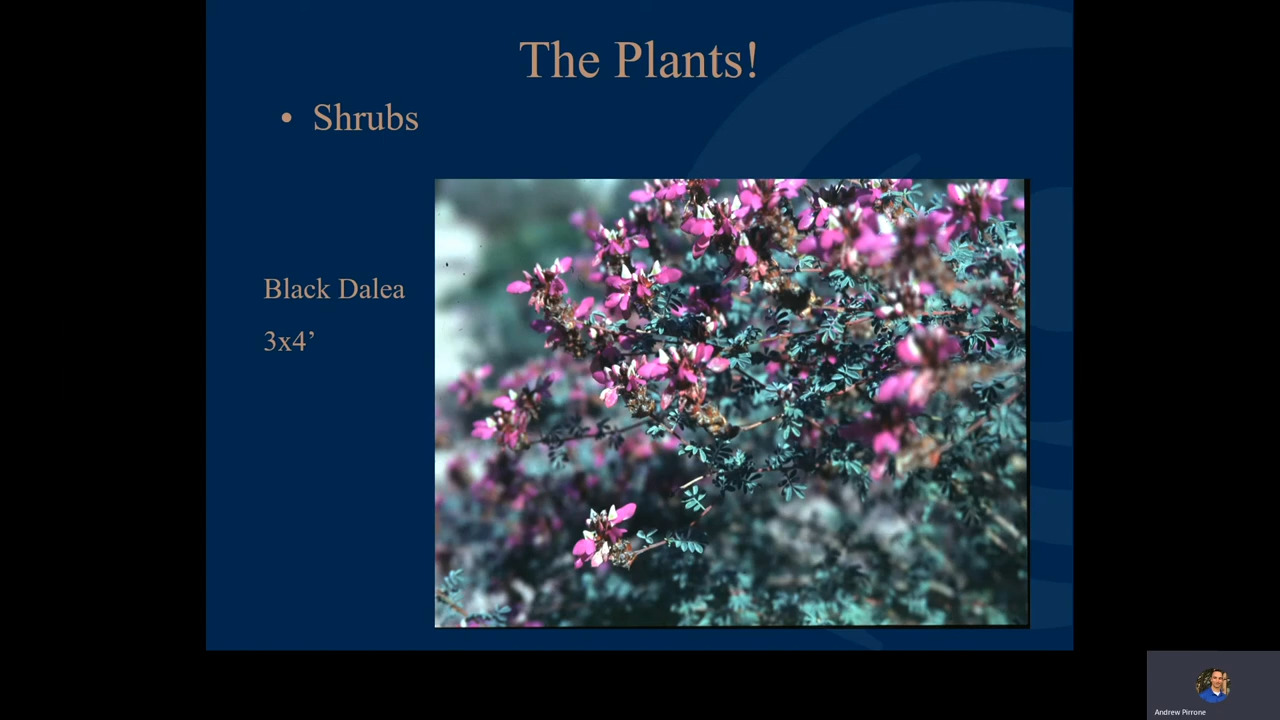 The Plants!
• Shrubs
Black Dalea
3x4’
Andrew Pirrone